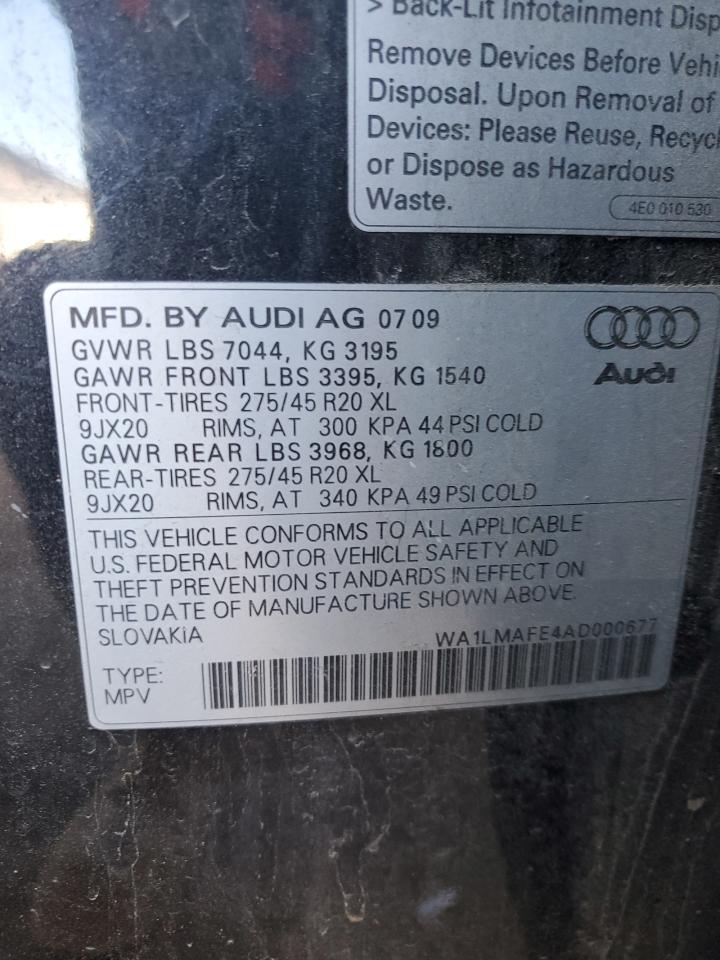 > Back-Lit Infotainment Disp
Remove Devices Before Vehi
Disposal. Upon Removal of
Devices: Please Reuse, Recycl
or Dispose as Hazardous
Waste.
4E0 010 530
MFD. BY AUDI AG 07 09
Audi
GVWR LBS 7044, KG 3195
GAWR FRONT LBS 3395, KG 1540
FRONT-TIRES 275/45 R20 XL
9JX20 RIMS, AT 300 KPA 44 PSI COLD
GAWR REAR LBS 3968, KG 1800
REAR-TIRES 275/45 R20 XL
9JX20 RIMS, AT 340 KPA 49 PSI COLD
THIS VEHICLE CONFORMS TO ALL APPLICABLE
U.S. FEDERAL MOTOR VEHICLE SAFETY AND
THEFT PREVENTION STANDARDS IN EFFECT ON
THE DATE OF MANUFACTURE SHOWN ABOVE.
SLOVAKiA WA1LMAFE4AD000677
TYPE:
MPV